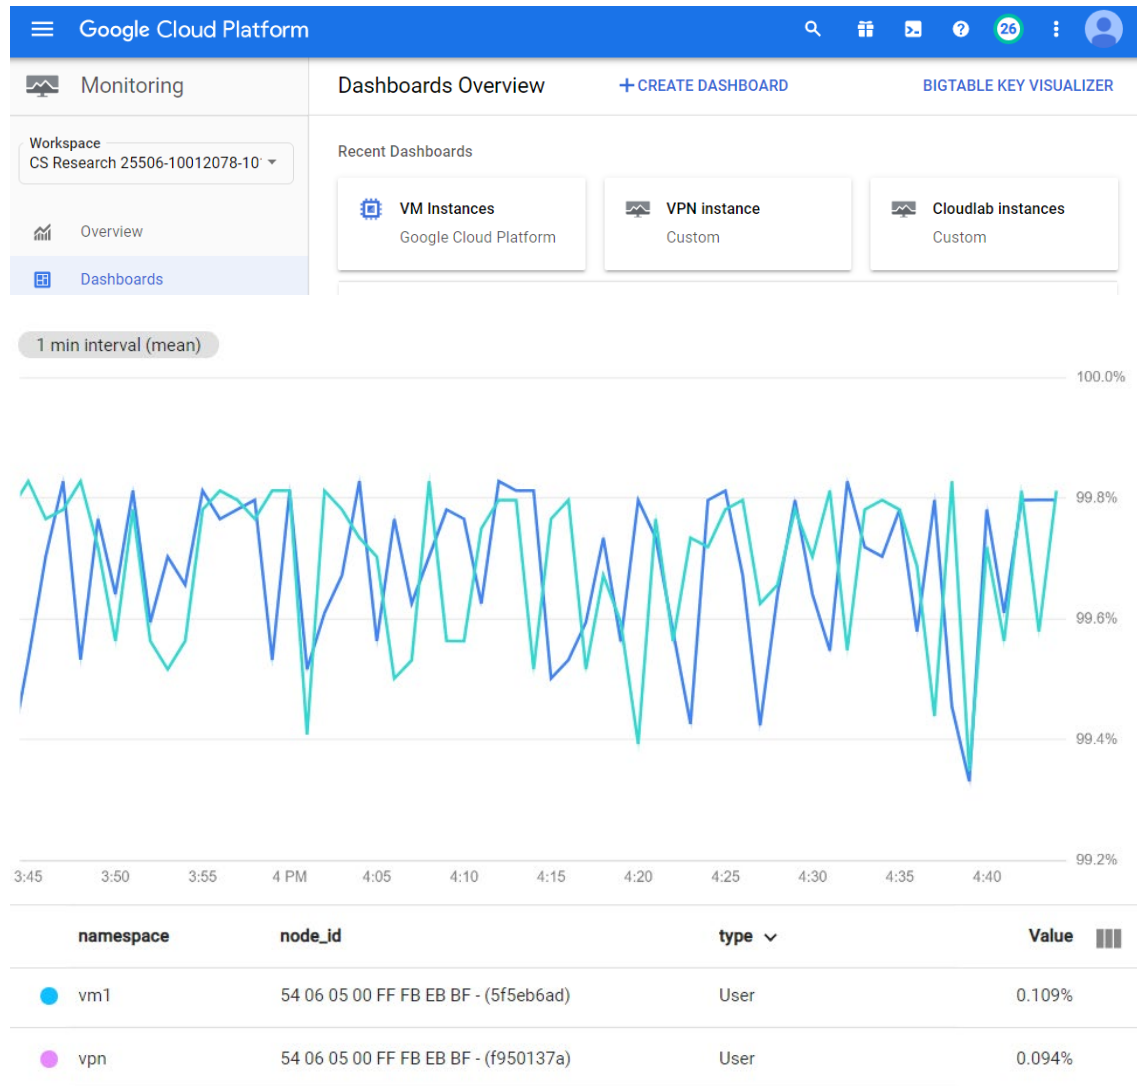 Google Cloud Platform
26
Monitoring
Dashboards Overview
CREATE DASHBOARD
BIGTABLE KEY VISUALIZER
Workspace
CS Research 25506-10012078-10
Recent Dashboards
VM Instances
Google Cloud Platform
VPN instance
Custom
Cloudlab instances
Custom
Overview
Dashboards
1 min interval (mean)
100.0%
99.8%
99.6%
99.4%
99.2%
3:45 3:50 3:55 4 PM 4:05 4:10 4:15 4:20 4:25 4:30 4:35 4:40
namespace node_id type Value
vm1 54 06 05 00 FF FB EB BF - (5f5eb6ad) User 0.109%
vpn 54 06 05 00 FF FB EB BF - (f950137a) User 0.094%